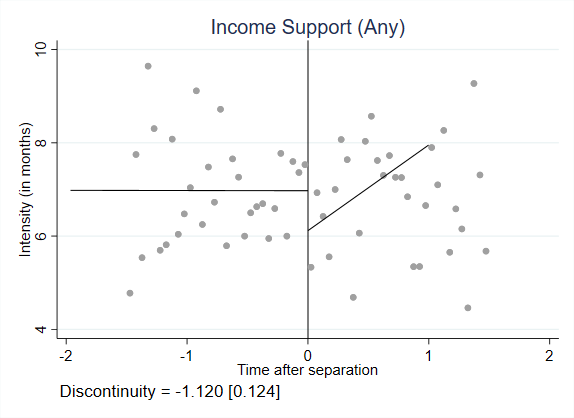 Income Support (Any)
10
8
6
4
Intensity (in months)
-2 -1 0 1 2
Time after separation
Discontinuity = -1.120 [0.124]